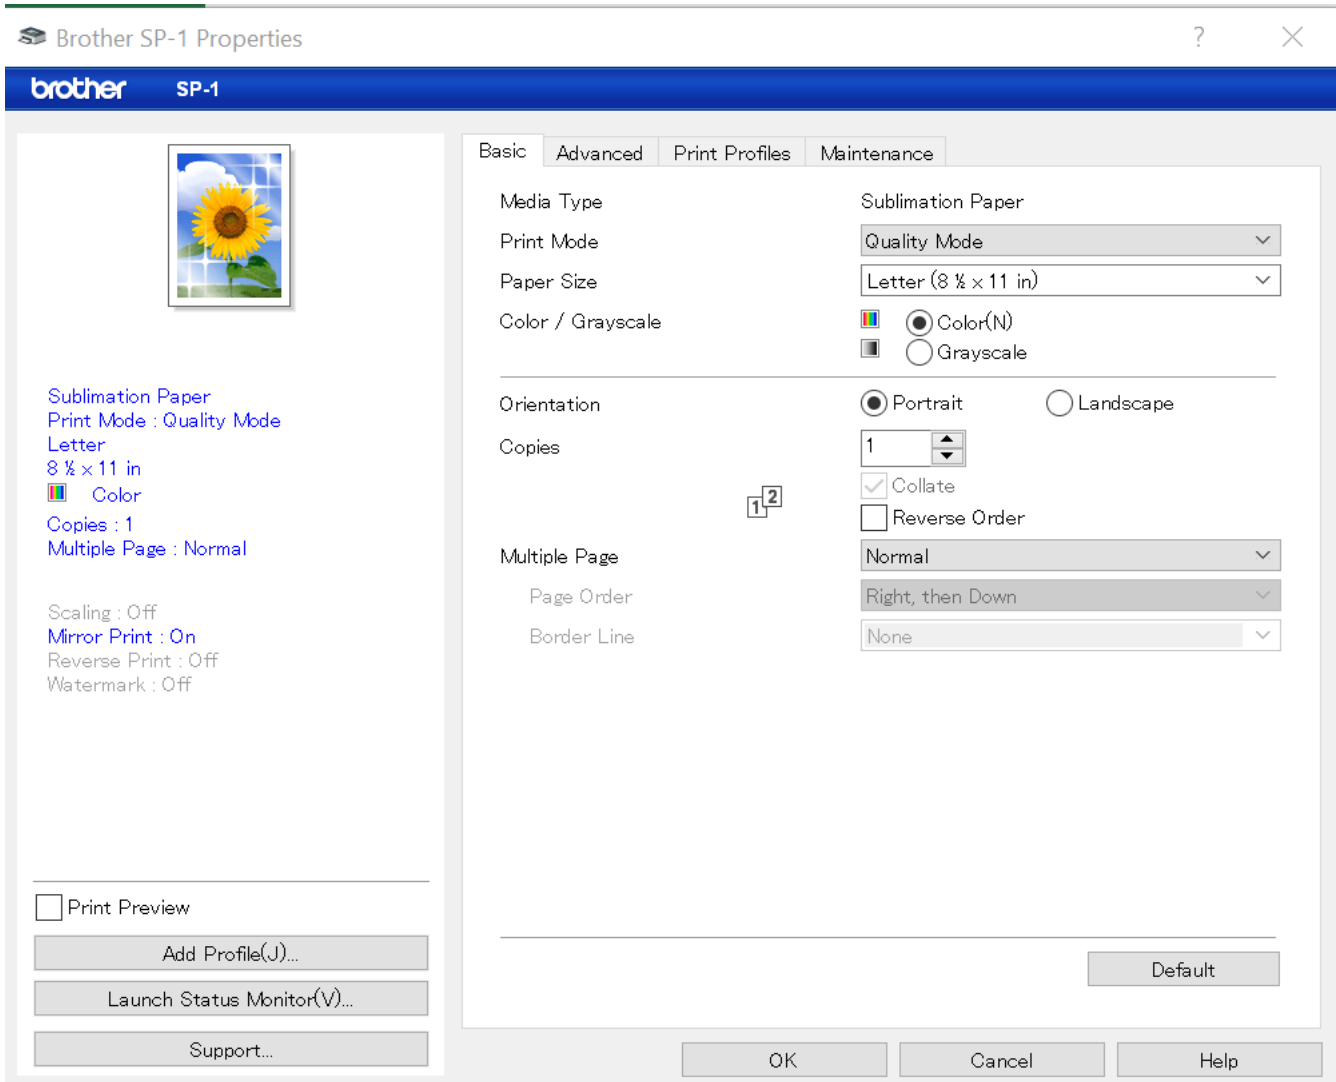 Brother SP-1 Properties
?
brother SP-1
Basic Advanced Print Profiles Maintenance
Media Type Sublimation Paper
Print Mode Quality Mode
Paper Size Letter (8 ½ × 11 in)
Color / Grayscale Color(N)
Grayscale
Orientation Portrait Landscape
Copies 1
Collate
1 2
Reverse Order
Multiple Page Normal
Page Order Right, then Down
Border Line None
Default
Sublimation Paper
Print Mode : Quality Mode
Letter
8 ½ × 11 in
Color
Copies : 1
Multiple Page : Normal
Scaling : Off
Mirror Print : On
Reverse Print : Off
Watermark : Off
Print Preview
Add Profile(J)...
Launch Status Monitor(V)...
Support...
OK Cancel Help